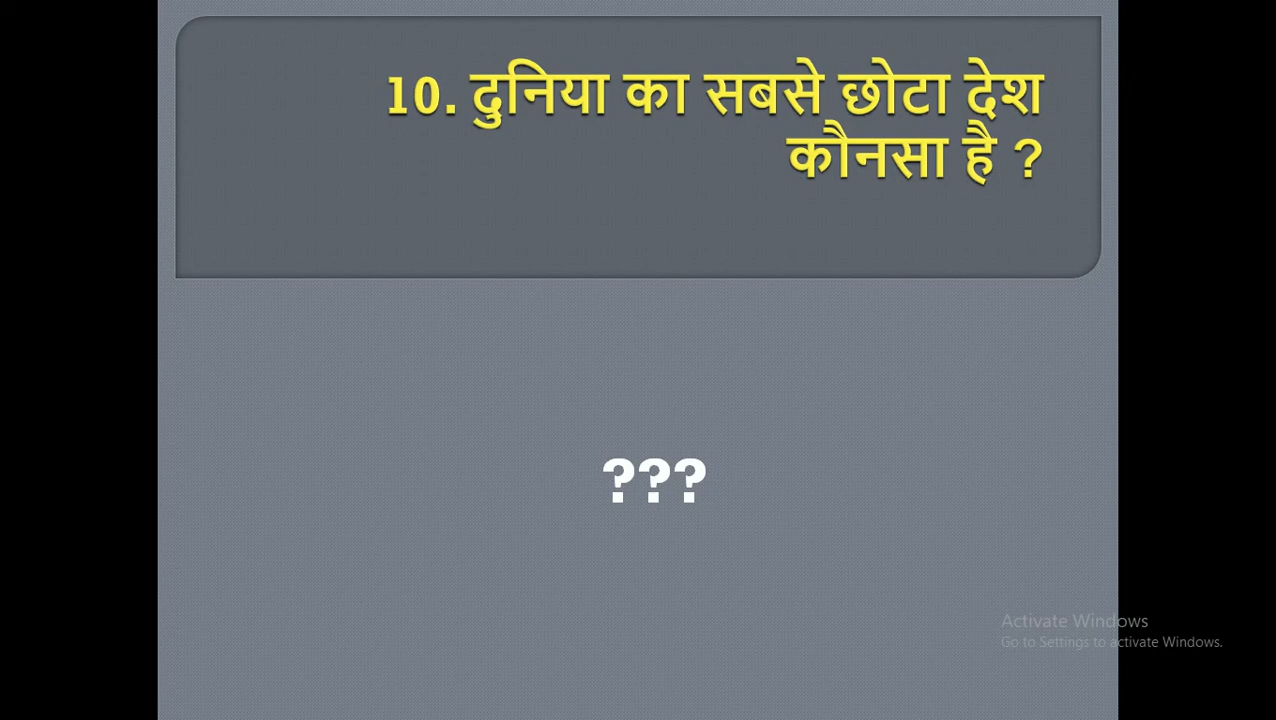 10. दुनिया का सबसे छोटा देश
कौनसा है ?
???
Activate Windows
Go to Settings to activate Windows.